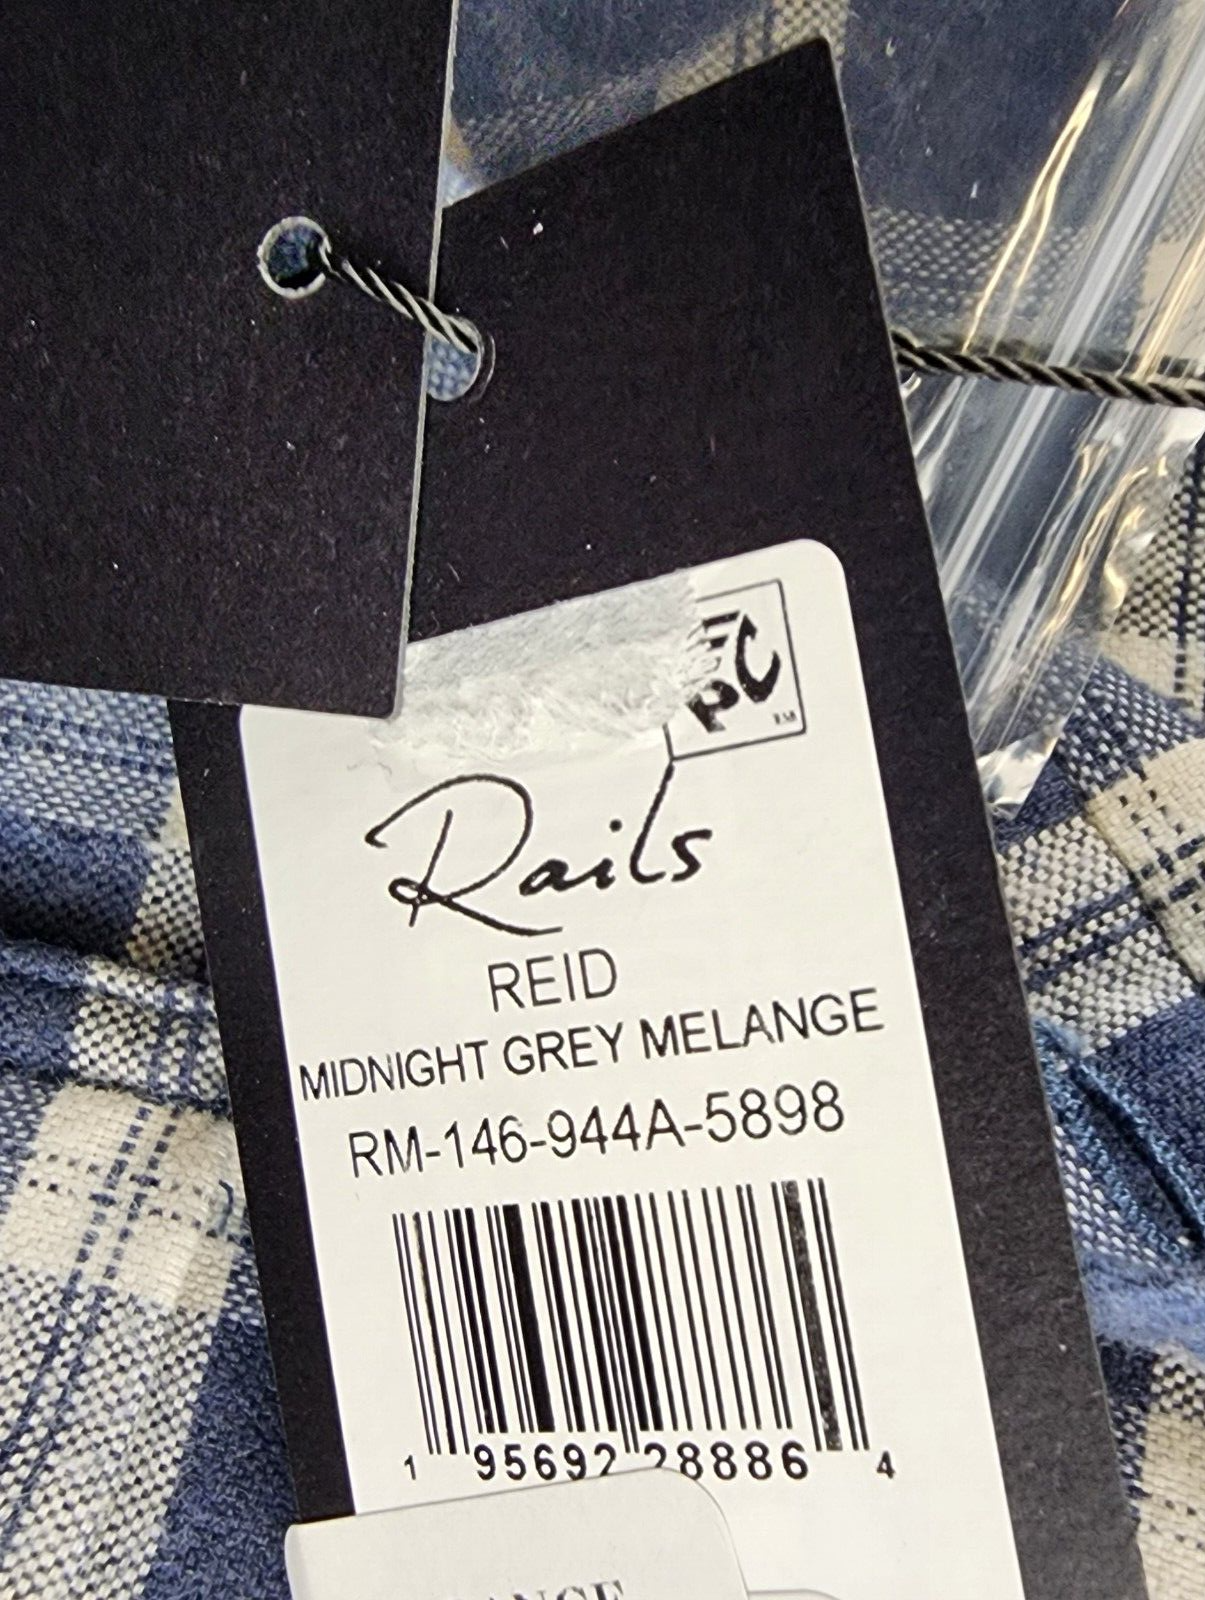 Rails
REID
MIDNIGHT GREY MELANGE
RM-146-944A-5898
1 95692 28886 4